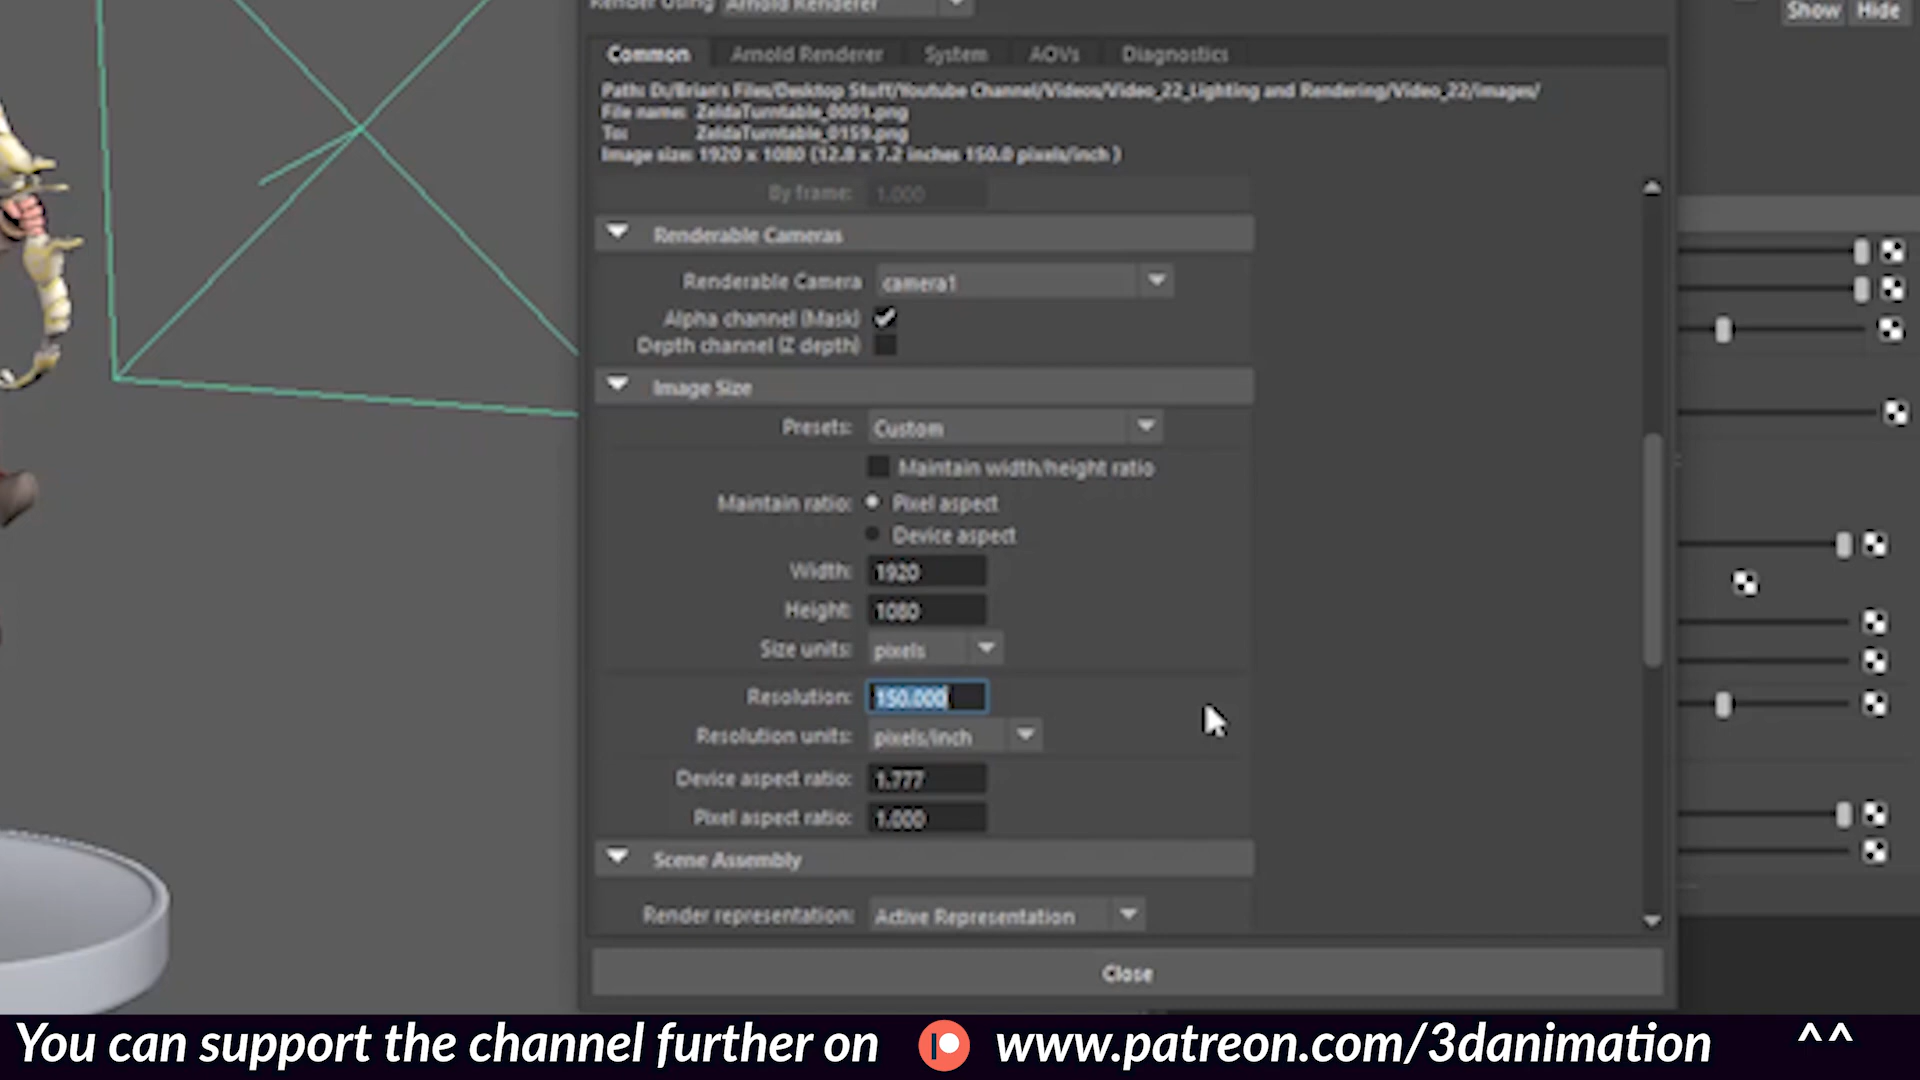 Render Using Arnold Renderer
Show Hide
Common Arnold Renderer System AOVs Diagnostics
Path: D:/Brian's Files/Desktop Stuff/Youtube Channel/Videos/Video_22_Lighting and Rendering/Video_22/images/
File name: ZeldaTurntable_0001.png
To: ZeldaTurntable_0159.png
Image size: 1920 x 1080 (12.8 x 7.2 inches 150.0 pixels/inch )
By frame: 1.000
Renderable Cameras
Renderable Camera camera1
Alpha channel (Mask)
Depth channel (Z depth)
Image Size
Presets: Custom
Maintain width/height ratio
Maintain ratio: Pixel aspect
Device aspect
Width: 1920
Height: 1080
Size units: pixels
Resolution: 150.000
Resolution units: pixels/inch
Device aspect ratio: 1.777
Pixel aspect ratio: 1.000
Scene Assembly
Render representation: Active Representation
Close
You can support the channel further on www.patreon.com/3danimation ^^